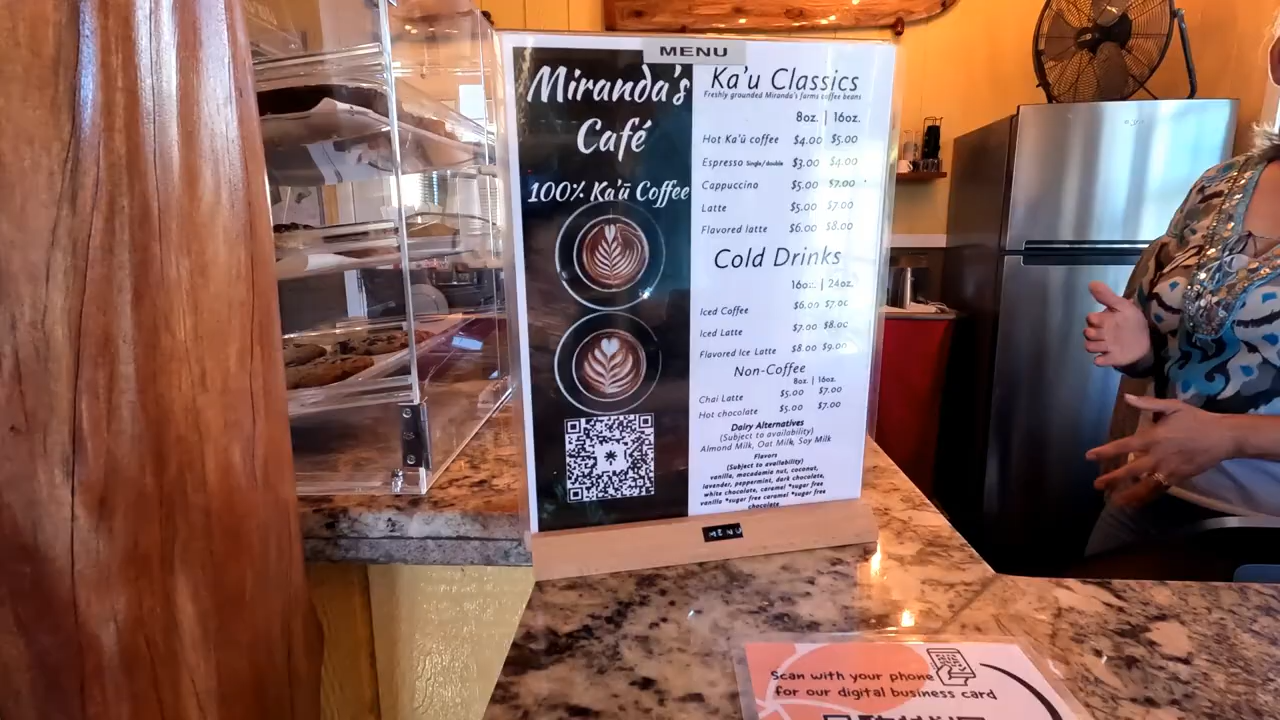 MENU
Miranda's
Café
100% Ka'ū Coffee
Ka'u Classics
Freshly grounded Miranda's farms coffee beans
8oz. | 16oz.
Hot Ka'ū coffee $4.00 $5.00
Espresso Single/double $3.00 $4.00
Cappuccino $5.00 $7.00
Latte $5.00 $7.00
Flavored latte $6.00 $8.00
Cold Drinks
16oz. | 24oz.
Iced Coffee $6.00 $7.00
Iced Latte $7.00 $8.00
Flavored Ice Latte $8.00 $9.00
Non-Coffee
8oz. | 16oz.
Chai Latte $5.00 $7.00
Hot chocolate $5.00 $7.00
Dairy Alternatives
(Subject to availability)
Almond Milk, Oat Milk, Soy Milk
Flavors
(Subject to availability)
vanilla, macadamia nut, coconut,
lavender, peppermint, dark chocolate,
white chocolate, caramel *sugar free
vanilla *sugar free caramel *sugar free
chocolate
MENU
Scan with your phone
for our digital business card